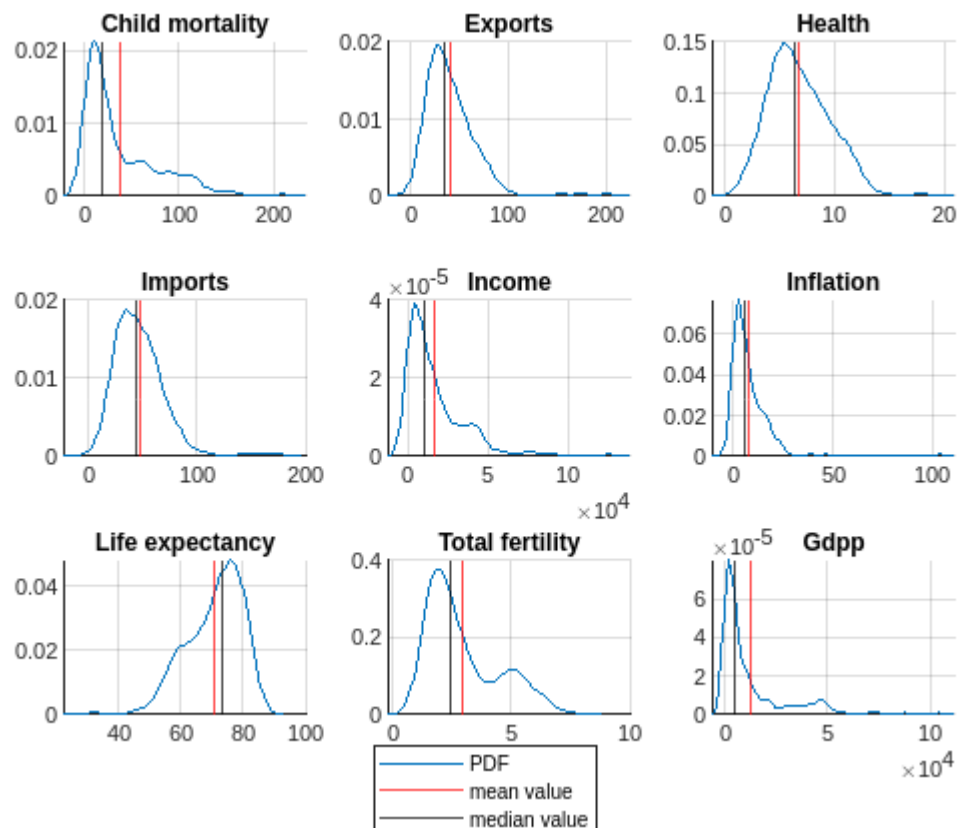 Child mortality
0.02
0.01
0
0 100 200
Exports
0.02
0.01
0
0 100 200
Health
0.15
0.1
0.05
0
0 10 20
Imports
0.02
0.01
0
0 100 200
×10-5
Income
4
2
0
0 5 10
×10^4
Inflation
0.06
0.04
0.02
0
0 50 100
Life expectancy
0.04
0.02
0
40 60 80 100
Total fertility
0.4
0.2
0
0 5 10
×10-5
Gdpp
6
4
2
0
0 5 10
×10^4
PDF
mean value
median value